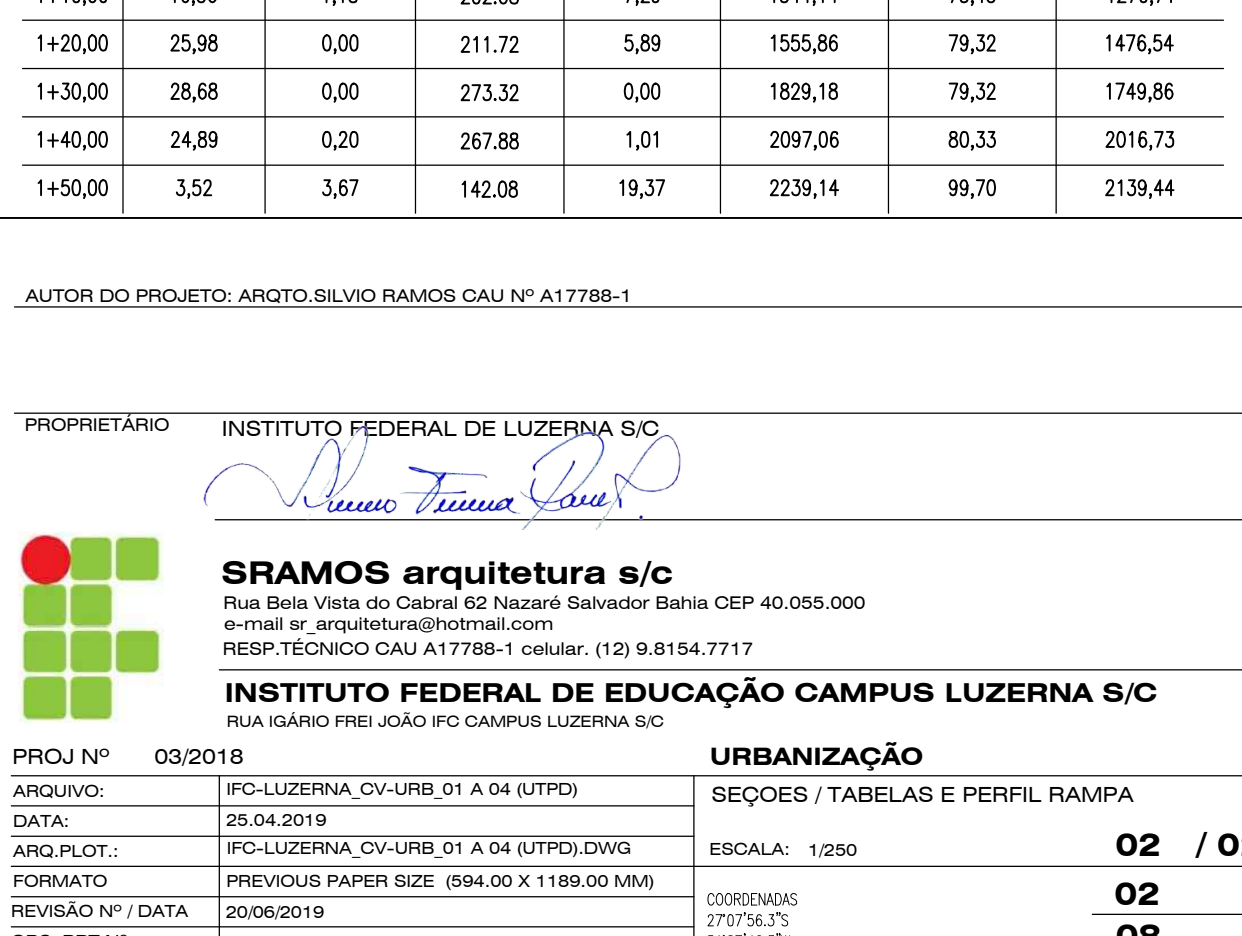 1+20,00 25,98 0,00 211.72 5,89 1555,86 79,32 1476,54
1+30,00 28,68 0,00 273.32 0,00 1829,18 79,32 1749,86
1+40,00 24,89 0,20 267.88 1,01 2097,06 80,33 2016,73
1+50,00 3,52 3,67 142.08 19,37 2239,14 99,70 2139,44
AUTOR DO PROJETO: ARQTO.SILVIO RAMOS CAU Nº A17788-1
PROPRIETÁRIO INSTITUTO FEDERAL DE LUZERNA S/C
SRAMOS arquitetura s/c
Rua Bela Vista do Cabral 62 Nazaré Salvador Bahia CEP 40.055.000
e-mail sr_arquitetura@hotmail.com
RESP.TÉCNICO CAU A17788-1 celular. (12) 9.8154.7717
INSTITUTO FEDERAL DE EDUCAÇÃO CAMPUS LUZERNA S/C
RUA IGÁRIO FREI JOÃO IFC CAMPUS LUZERNA S/C
PROJ Nº 03/2018
URBANIZAÇÃO
ARQUIVO: IFC-LUZERNA_CV-URB_01 A 04 (UTPD)
SEÇOES / TABELAS E PERFIL RAMPA
DATA: 25.04.2019
ARQ.PLOT.: IFC-LUZERNA_CV-URB_01 A 04 (UTPD).DWG
ESCALA: 1/250
02 / 0
FORMATO PREVIOUS PAPER SIZE (594.00 X 1189.00 MM)
COORDENADAS
02
REVISÃO Nº / DATA 20/06/2019
27°07'56.3"S
08